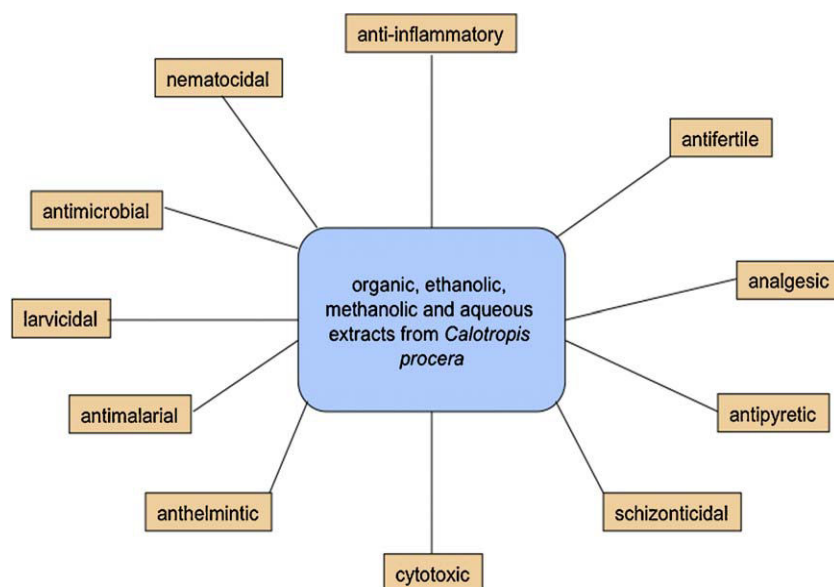 anti-inflammatory
nematocidal
antifertile
antimicrobial
analgesic
organic, ethanolic,
methanolic and aqueous
extracts from Calotropis
procera
larvicidal
antimalarial
antipyretic
anthelmintic
schizonticidal
cytotoxic